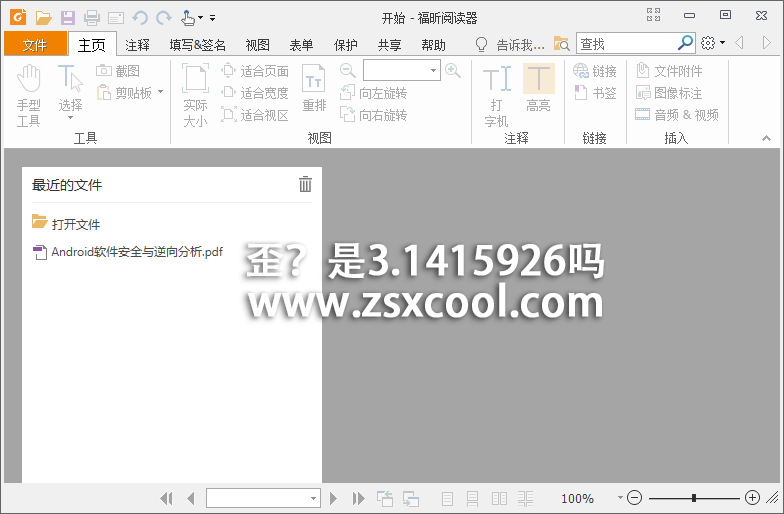 开始 - 福昕阅读器
文件 主页 注释 填写&签名 视图 表单 保护 共享 帮助 告诉我... 查找
手型工具
选择
截图
剪贴板
工具
实际大小
适合页面
适合宽度
适合视区
重排
向左旋转
向右旋转
视图
打字机
高亮
注释
链接
书签
链接
文件附件
图像标注
音频 & 视频
插入
最近的文件
打开文件
Android软件安全与逆向分析.pdf
歪？是3.1415926吗
www.zsxcool.com
100%